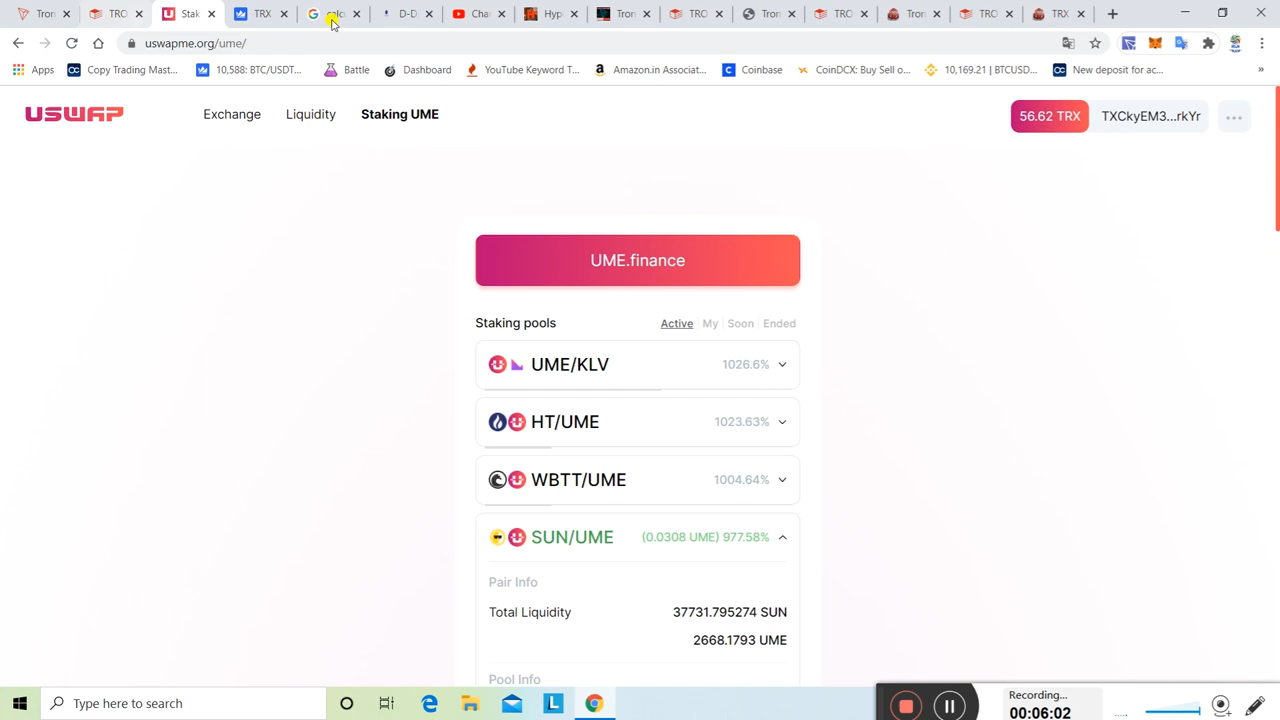 Tron
TRO
Stak
TRX
calc
D-D
Cha
Hyp
Tron
TRO
Tron
TRO
Tron
TRO
TRX
uswapme.org/ume/
Apps
Copy Trading Mast...
10,588: BTC/USDT...
Battle
Dashboard
YouTube Keyword T...
Amazon.in Associat...
Coinbase
CoinDCX: Buy Sell o...
10,169.21 | BTCUSD...
New deposit for ac...
»
USWAP
Exchange
Liquidity
Staking UME
56.62 TRX
TXCkyEM3...rkYr
...
UME.finance
Staking pools
Active | My | Soon | Ended
UME/KLV 1026.6%
HT/UME 1023.63%
WBTT/UME 1004.64%
SUN/UME (0.0308 UME) 977.58%
Pair Info
Total Liquidity 37731.795274 SUN
2668.1793 UME
Pool Info
Type here to search
Recording...
00:06:02